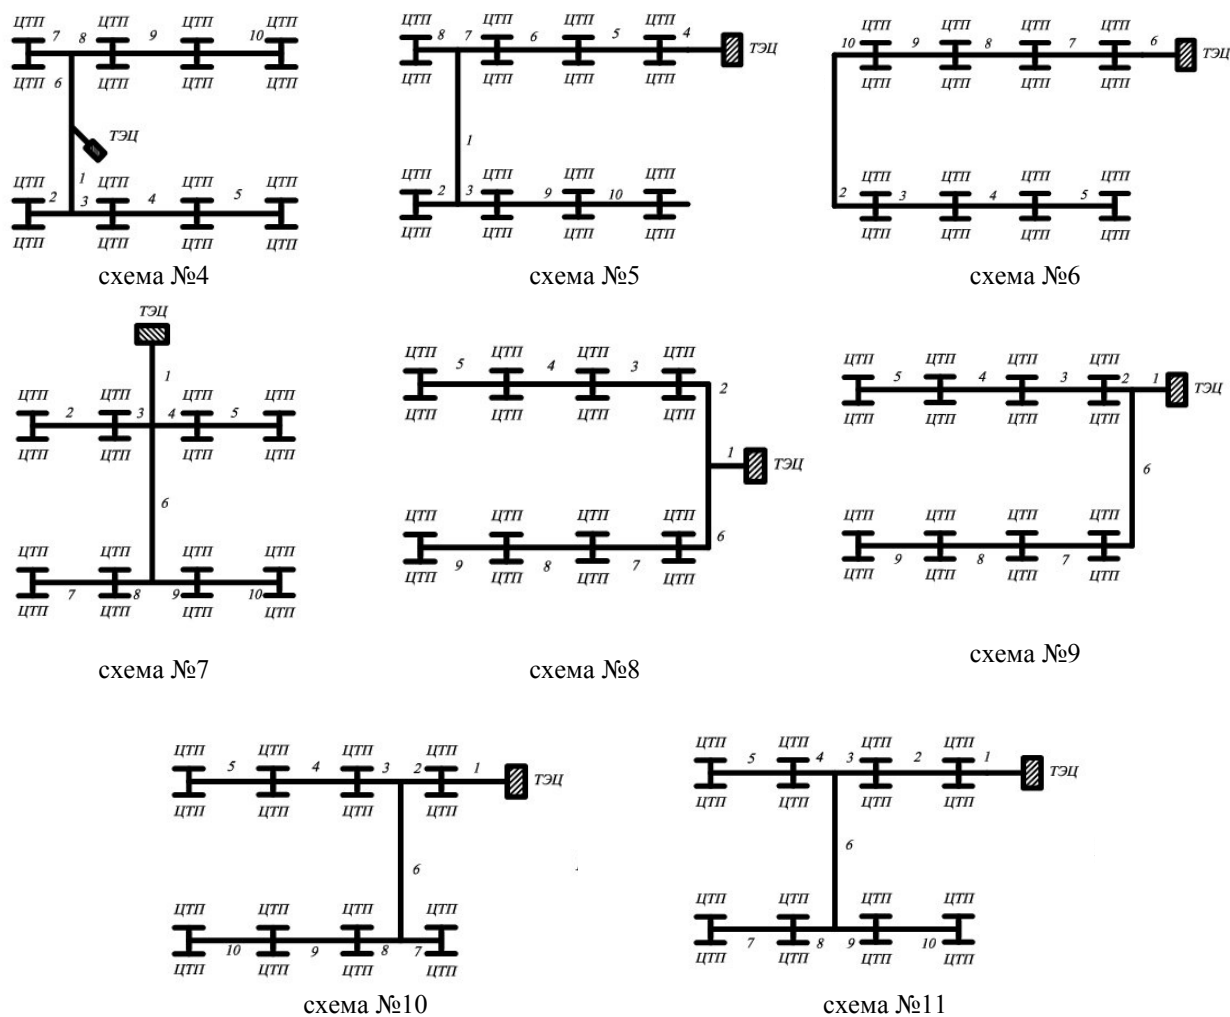 ЦТП ЦТП ЦТП ЦТП
7 8 9 10
ЦТП ЦТП ЦТП ЦТП
6
ТЭЦ
1
ЦТП ЦТП ЦТП ЦТП
2 3 4 5
ЦТП ЦТП ЦТП ЦТП
схема №4
ЦТП ЦТП ЦТП ЦТП
8 7 6 5 4 ТЭЦ
ЦТП ЦТП ЦТП ЦТП
1
ЦТП ЦТП ЦТП ЦТП
2 3 9 10
ЦТП ЦТП ЦТП ЦТП
схема №5
ЦТП ЦТП ЦТП ЦТП
10 9 8 7 6 ТЭЦ
ЦТП ЦТП ЦТП ЦТП
ЦТП ЦТП ЦТП ЦТП
2 3 4 5
ЦТП ЦТП ЦТП ЦТП
схема №6
ТЭЦ
1
ЦТП ЦТП ЦТП ЦТП
2 3 4 5
ЦТП ЦТП ЦТП ЦТП
6
ЦТП ЦТП ЦТП ЦТП
7 8 9 10
ЦТП ЦТП ЦТП ЦТП
схема №7
ЦТП ЦТП ЦТП ЦТП
5 4 3 2
ЦТП ЦТП ЦТП ЦТП
1 ТЭЦ
ЦТП ЦТП ЦТП ЦТП
6
9 8 7
ЦТП ЦТП ЦТП ЦТП
схема №8
ЦТП ЦТП ЦТП ЦТП
5 4 3 2 1 ТЭЦ
ЦТП ЦТП ЦТП ЦТП
6
ЦТП ЦТП ЦТП ЦТП
9 8 7
ЦТП ЦТП ЦТП ЦТП
схема №9
ЦТП ЦТП ЦТП ЦТП
5 4 3 2 1 ТЭЦ
ЦТП ЦТП ЦТП ЦТП
6
ЦТП ЦТП ЦТП ЦТП
10 9 8 7
ЦТП ЦТП ЦТП ЦТП
схема №10
ЦТП ЦТП ЦТП ЦТП
5 4 3 2 1 ТЭЦ
ЦТП ЦТП ЦТП ЦТП
6
ЦТП ЦТП ЦТП ЦТП
7 8 9 10
ЦТП ЦТП ЦТП ЦТП
схема №11